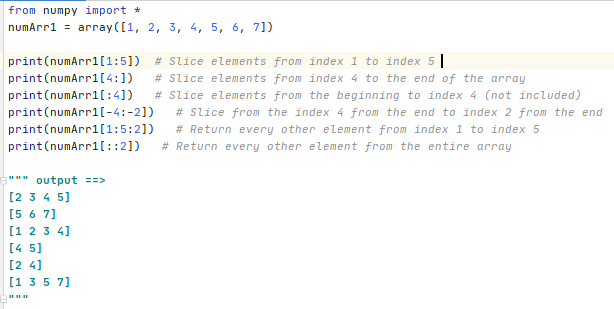 from numpy import *
numArr1 = array([1, 2, 3, 4, 5, 6, 7])
print(numArr1[1:5])  # Slice elements from index 1 to index 5
print(numArr1[4:])   # Slice elements from index 4 to the end of the array
print(numArr1[:4])   # Slice elements from the beginning to index 4 (not included)
print(numArr1[-4:-2])   # Slice from the index 4 from the end to index 2 from the end
print(numArr1[1:5:2])   # Return every other element from index 1 to index 5
print(numArr1[::2])   # Return every other element from the entire array
""" output ==>
[2 3 4 5]
[5 6 7]
[1 2 3 4]
[4 5]
[2 4]
[1 3 5 7]
"""